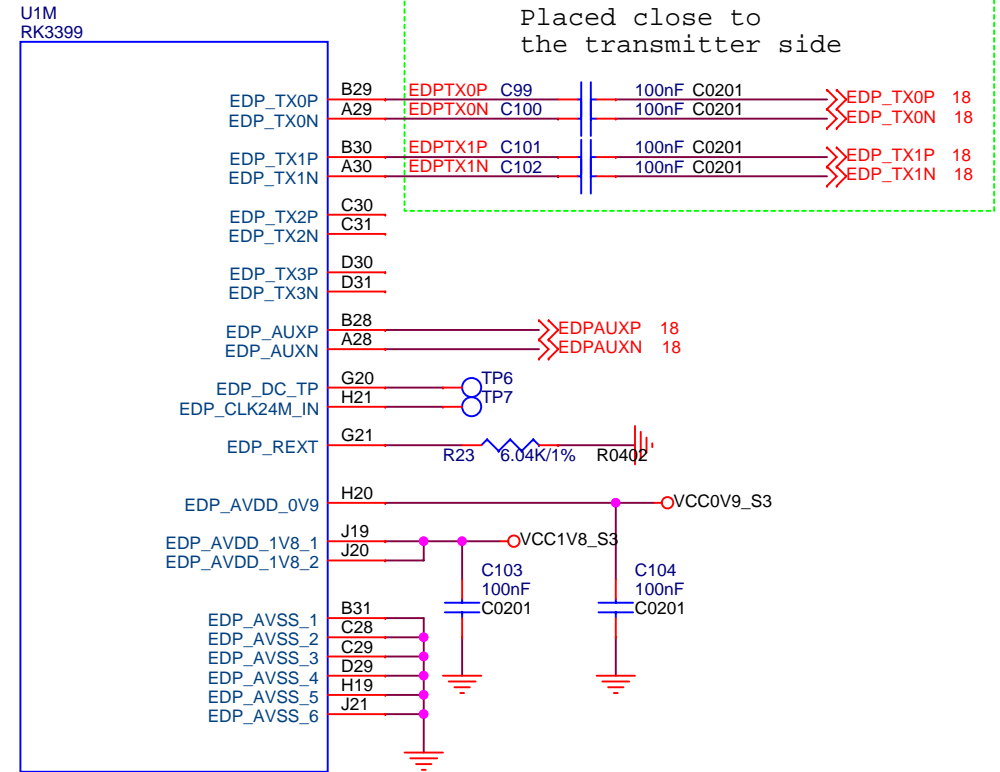 U1M
RK3399
Placed close to
the transmitter side
EDP_TX0P B29 EDPTX0P C99 100nF C0201 EDP_TX0P 18
EDP_TX0N A29 EDPTX0N C100 100nF C0201 EDP_TX0N 18
EDP_TX1P B30 EDPTX1P C101 100nF C0201 EDP_TX1P 18
EDP_TX1N A30 EDPTX1N C102 100nF C0201 EDP_TX1N 18
EDP_TX2P C30
EDP_TX2N C31
EDP_TX3P D30
EDP_TX3N D31
EDP_AUXP B28 EDPAUXP 18
EDP_AUXN A28 EDPAUXN 18
EDP_DC_TP G20 TP6
EDP_CLK24M_IN H21 TP7
EDP_REXT G21 R23 6.04K/1% R0402
EDP_AVDD_0V9 H20 VCC0V9_S3
EDP_AVDD_1V8_1 J19 VCC1V8_S3
EDP_AVDD_1V8_2 J20
C103 C104
100nF 100nF
C0201 C0201
EDP_AVSS_1 B31
EDP_AVSS_2 C28
EDP_AVSS_3 C29
EDP_AVSS_4 D29
EDP_AVSS_5 H19
EDP_AVSS_6 J21